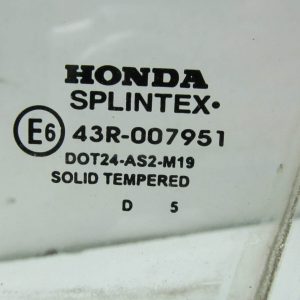 HONDA
SPLINTEX•
E6 43R-007951
DOT24-AS2-M19
SOLID TEMPERED
D 5